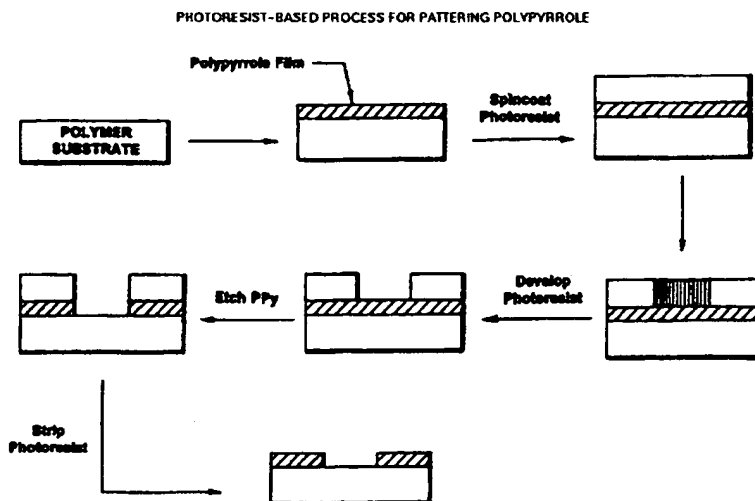 PHOTORESIST-BASED PROCESS FOR PATTERING POLYPYRROLE
Polypyrrole Film
POLYMER
SUBSTRATE
Spincoat
Photoresist
Etch PPy
Develop
Photoresist
Strip
Photoresist